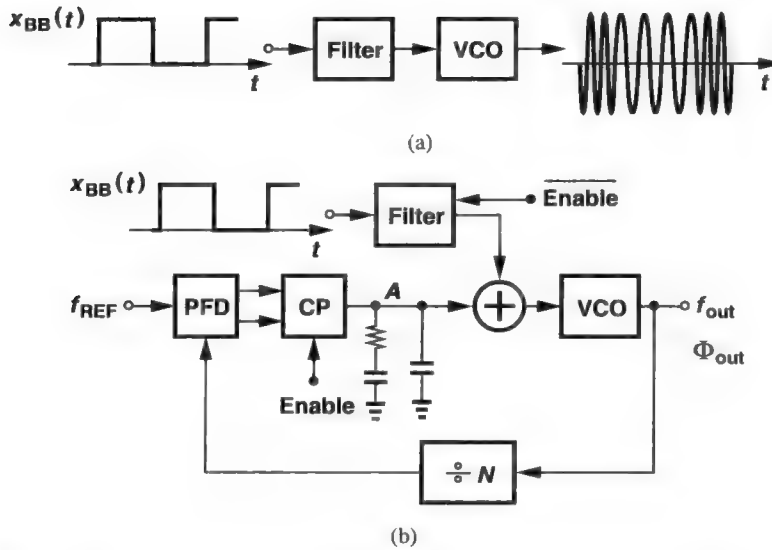 x_BB(t)
t
Filter
VCO
t
(a)
x_BB(t)
t
Filter
Enable
f_REF
PFD
CP
A
+
VCO
f_out
Φ_out
Enable
÷ N
(b)